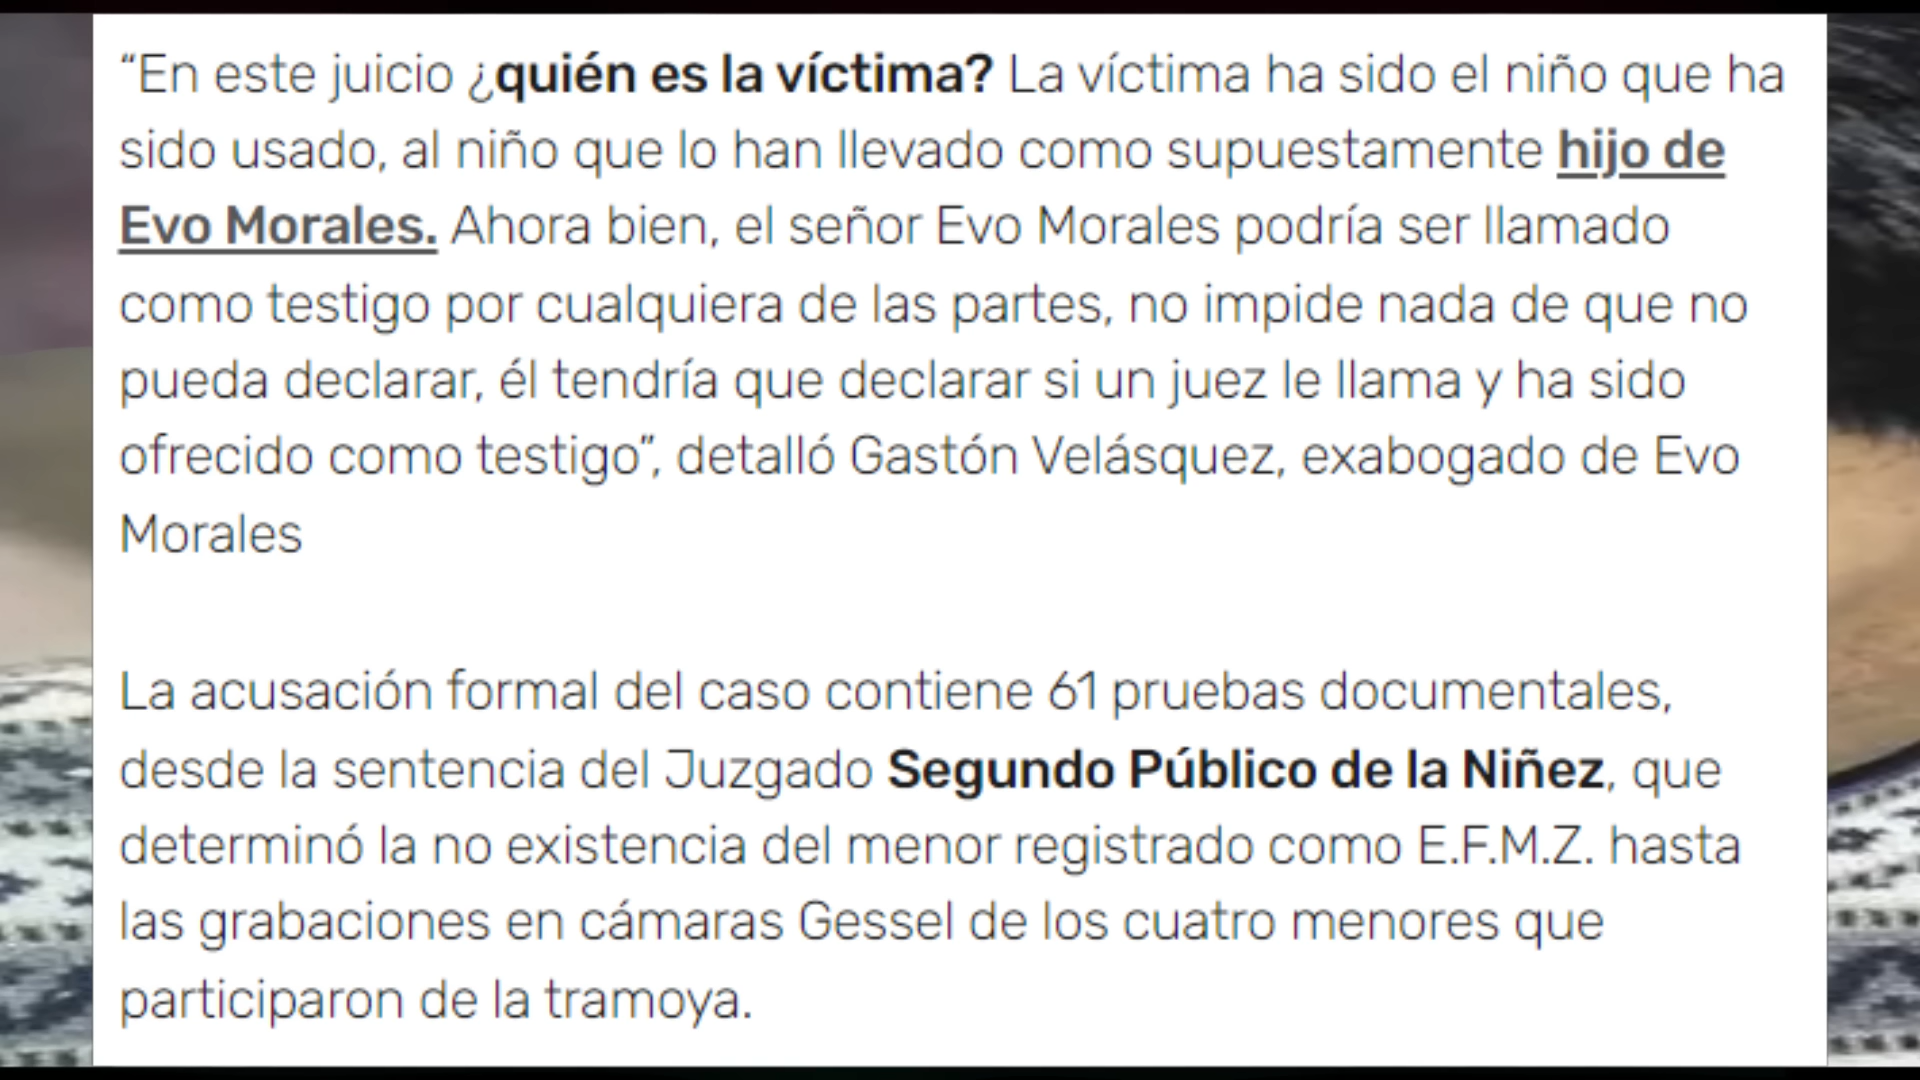 “En este juicio ¿quién es la víctima? La víctima ha sido el niño que ha
sido usado, al niño que lo han llevado como supuestamente hijo de
Evo Morales. Ahora bien, el señor Evo Morales podría ser llamado
como testigo por cualquiera de las partes, no impide nada de que no
pueda declarar, él tendría que declarar si un juez le llama y ha sido
ofrecido como testigo”, detalló Gastón Velásquez, exabogado de Evo
Morales
La acusación formal del caso contiene 61 pruebas documentales,
desde la sentencia del Juzgado Segundo Público de la Niñez, que
determinó la no existencia del menor registrado como E.F.M.Z. hasta
las grabaciones en cámaras Gessel de los cuatro menores que
participaron de la tramoya.